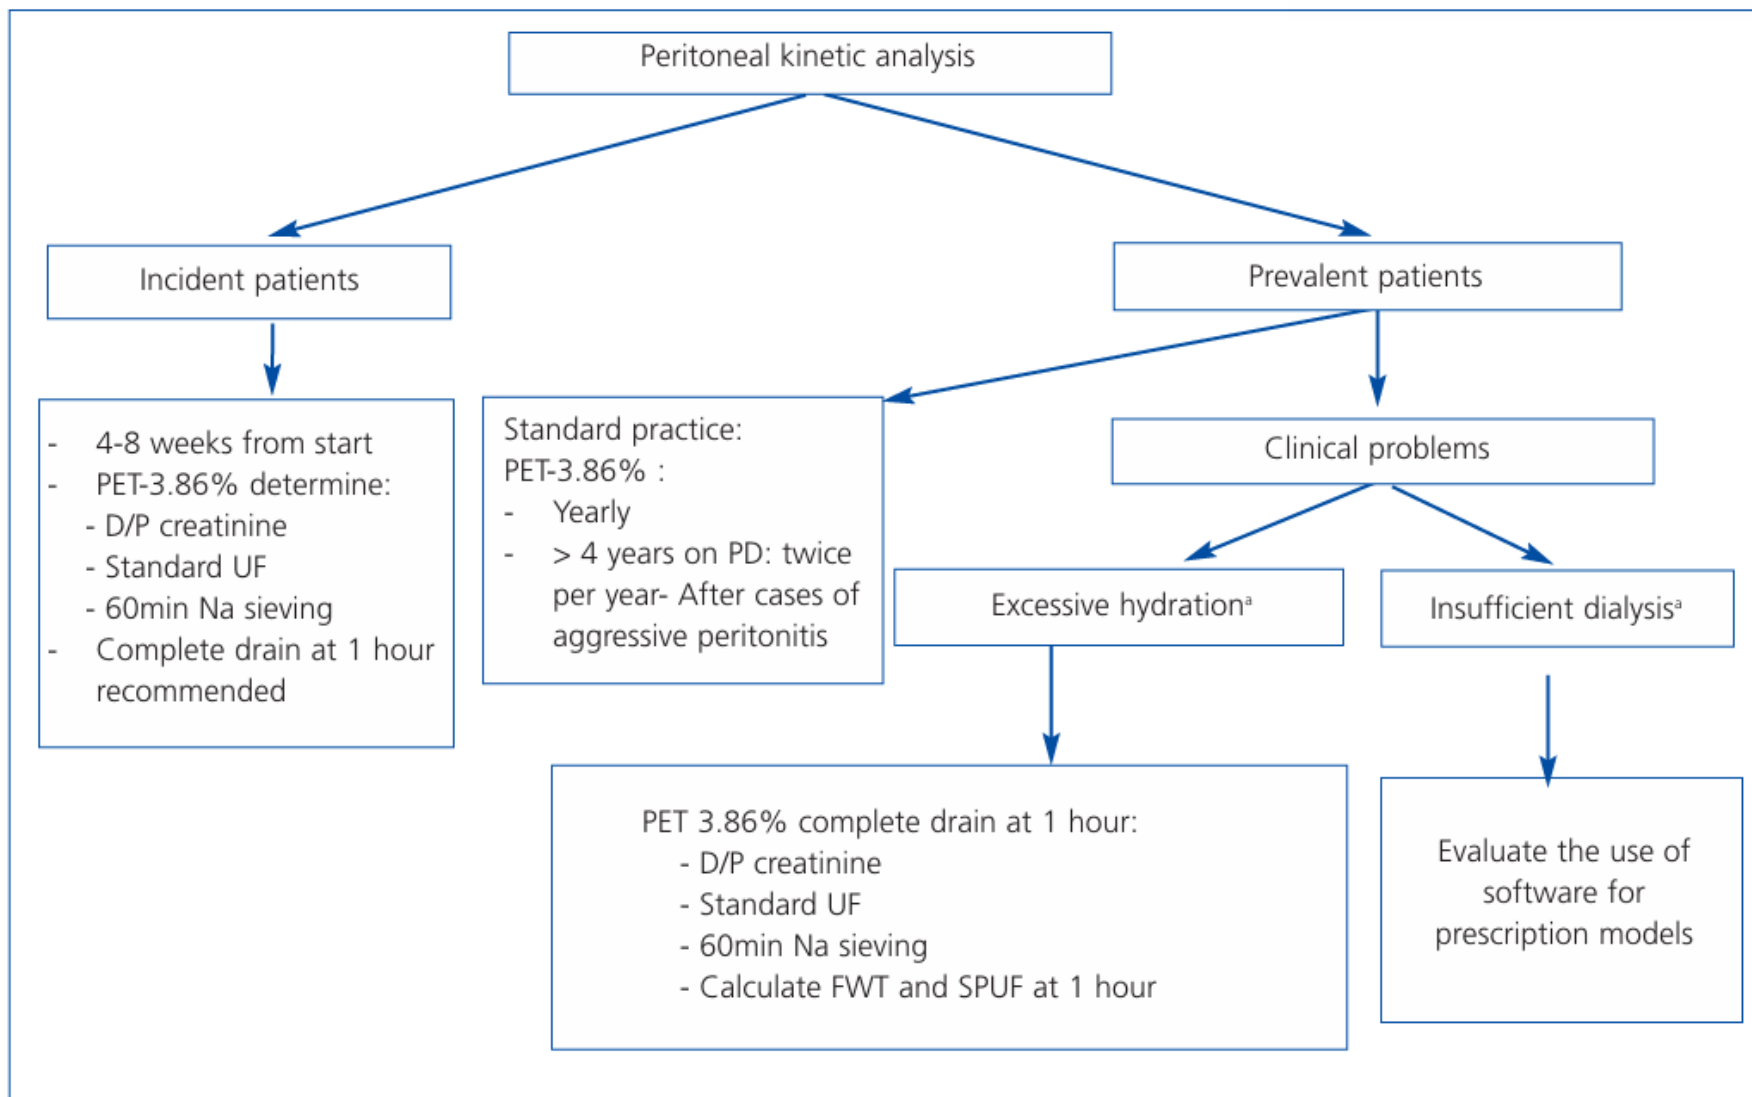 Peritoneal kinetic analysis
Incident patients
Prevalent patients
- 4-8 weeks from start
- PET-3.86% determine:
- D/P creatinine
- Standard UF
- 60min Na sieving
- Complete drain at 1 hour
recommended
Standard practice:
PET-3.86% :
- Yearly
- > 4 years on PD: twice
per year- After cases of
aggressive peritonitis
Clinical problems
Excessive hydrationᵃ
Insufficient dialysisᵃ
PET 3.86% complete drain at 1 hour:
- D/P creatinine
- Standard UF
- 60min Na sieving
- Calculate FWT and SPUF at 1 hour
Evaluate the use of
software for
prescription models